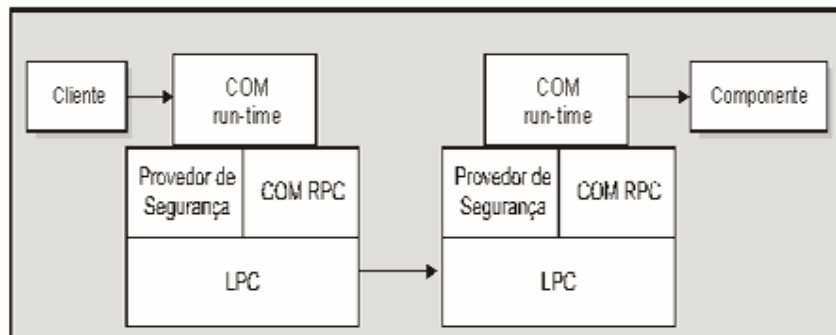 Cliente
COM
run-time
COM
run-time
Componente
Provedor de
Segurança
COM RPC
Provedor de
Segurança
COM RPC
LPC
LPC